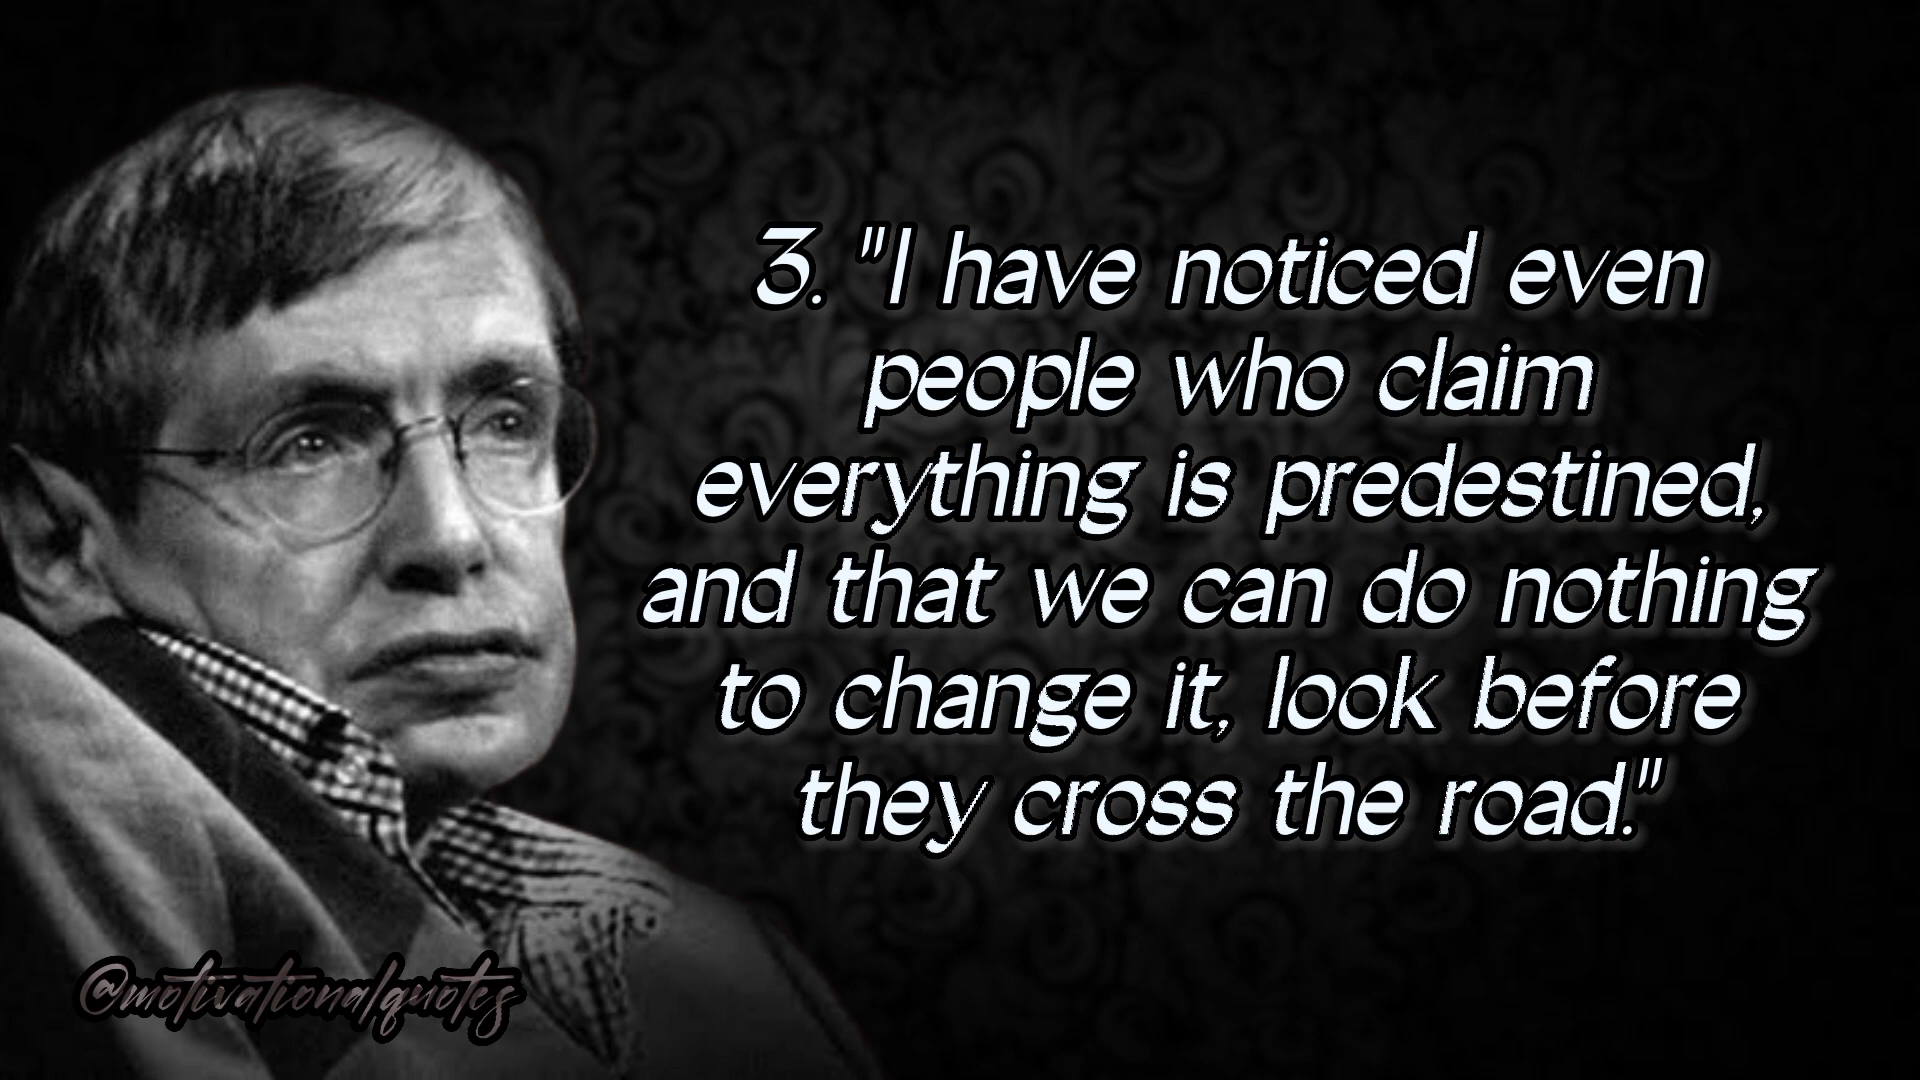 3. "I have noticed even
people who claim
everything is predestined,
and that we can do nothing
to change it, look before
they cross the road."
@motivationalquotes